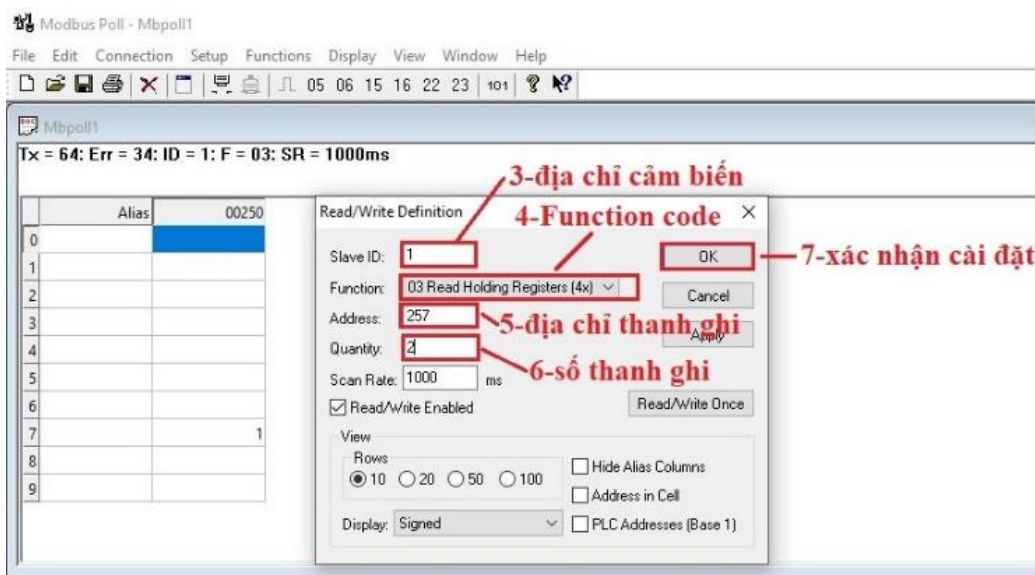 Modbus Poll - Mbpoll1
File Edit Connection Setup Functions Display View Window Help
05 06 15 16 22 23 101
Mbpoll1
Tx = 64: Err = 34: ID = 1: F = 03: SR = 1000ms
3-địa chỉ cảm biến
Alias 00250
Read/Write Definition
4-Function code
0
1
2
3
4
5
6
7 1
8
9
Slave ID: 1
OK
7-xác nhận cài đặt
Function: 03 Read Holding Registers (4x)
Cancel
Address: 257
5-địa chỉ thanh ghi
Apply
Quantity: 2
6-số thanh ghi
Scan Rate: 1000 ms
Read/Write Enabled
Read/Write Once
View
Rows
10 20 50 100
Hide Alias Columns
Address in Cell
Display: Signed
PLC Addresses (Base 1)